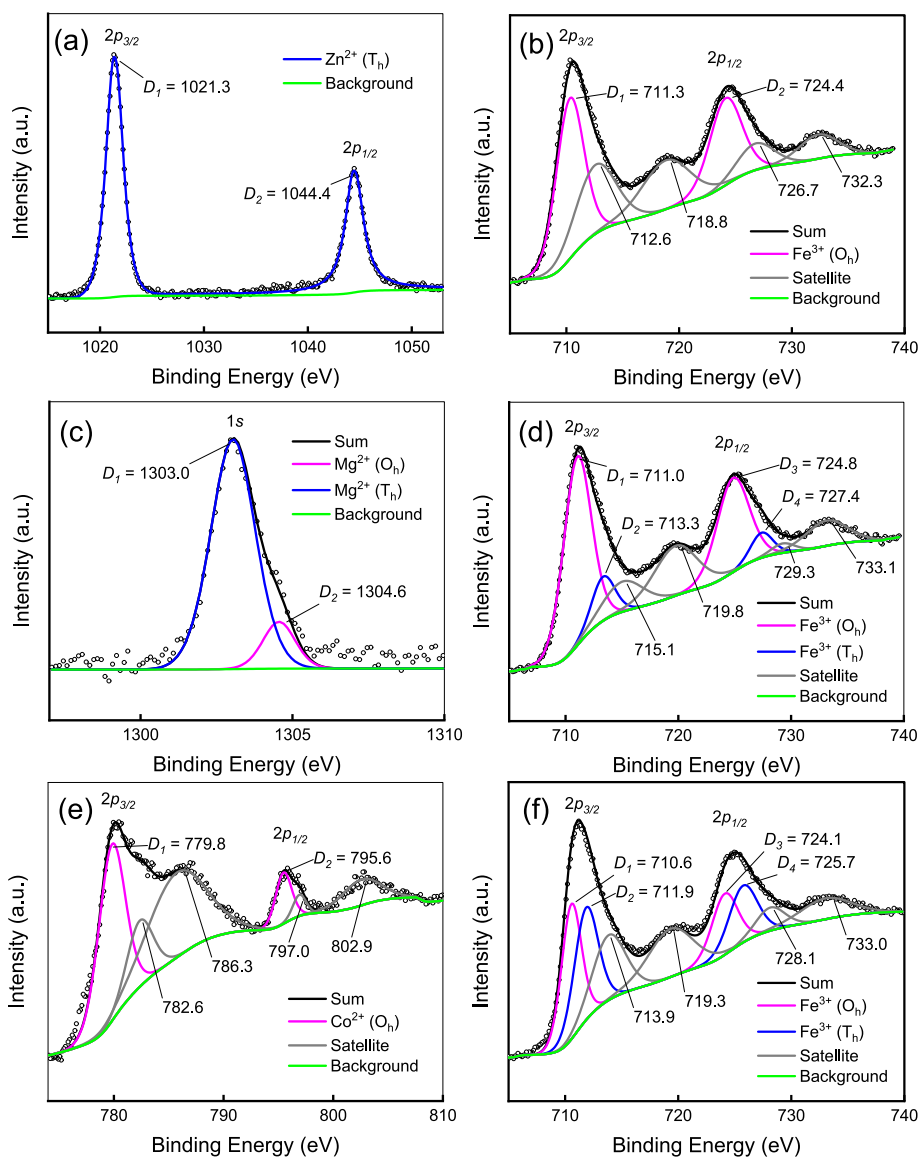 (a)
2p3/2
D1 = 1021.3
Zn2+ (Th)
Background
2p1/2
D2 = 1044.4
Intensity (a.u.)
1020
1030
1040
1050
Binding Energy (eV)
(b)
2p3/2
D1 = 711.3
2p1/2
D2 = 724.4
712.6
718.8
726.7
732.3
Sum
Fe3+ (Oh)
Satellite
Background
Intensity (a.u.)
710
720
730
740
Binding Energy (eV)
(c)
1s
D1 = 1303.0
Sum
Mg2+ (Oh)
Mg2+ (Th)
Background
D2 = 1304.6
Intensity (a.u.)
1300
1305
1310
Binding Energy (eV)
(d)
2p3/2
D1 = 711.0
D2 = 713.3
2p1/2
D3 = 724.8
D4 = 727.4
715.1
719.8
729.3
733.1
Sum
Fe3+ (Oh)
Fe3+ (Th)
Satellite
Background
Intensity (a.u.)
710
720
730
740
Binding Energy (eV)
(e)
2p3/2
D1 = 779.8
2p1/2
D2 = 795.6
782.6
786.3
797.0
802.9
Sum
Co2+ (Oh)
Satellite
Background
Intensity (a.u.)
780
790
800
810
Binding Energy (eV)
(f)
2p3/2
D1 = 710.6
D2 = 711.9
2p1/2
D3 = 724.1
D4 = 725.7
713.9
719.3
728.1
733.0
Sum
Fe3+ (Oh)
Fe3+ (Th)
Satellite
Background
Intensity (a.u.)
710
720
730
740
Binding Energy (eV)